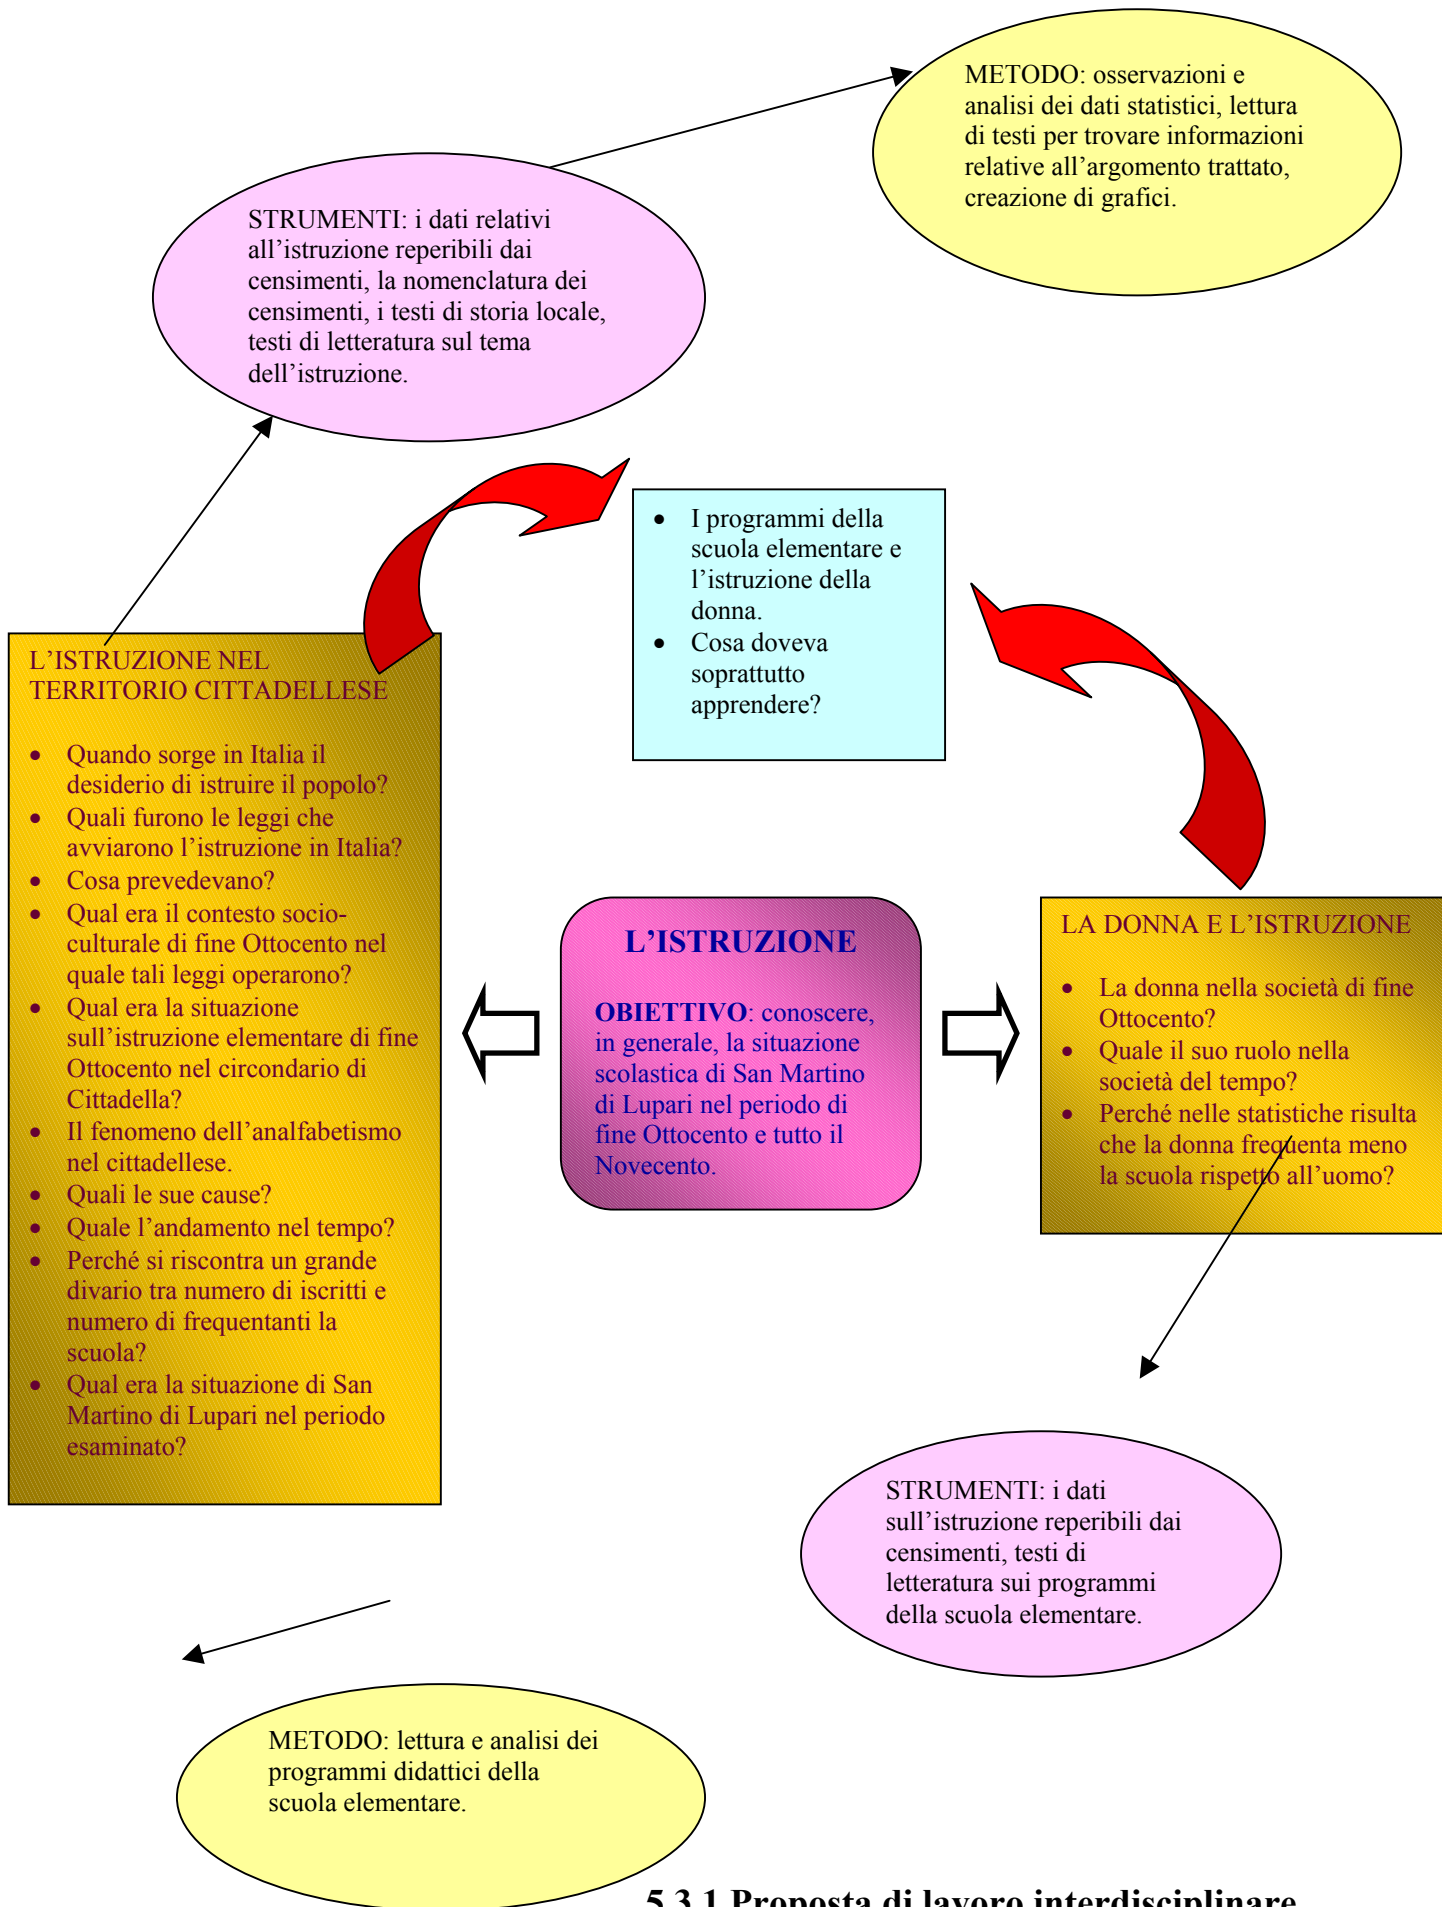 METODO: osservazioni e
analisi dei dati statistici, lettura
di testi per trovare informazioni
relative all’argomento trattato,
creazione di grafici.
STRUMENTI: i dati relativi
all’istruzione reperibili dai
censimenti, la nomenclatura dei
censimenti, i testi di storia locale,
testi di letteratura sul tema
dell’istruzione.
• I programmi della
scuola elementare e
l’istruzione della
donna.
• Cosa doveva
soprattutto
apprendere?
L’ISTRUZIONE NEL
TERRITORIO CITTADELLESE
• Quando sorge in Italia il
desiderio di istruire il popolo?
• Quali furono le leggi che
avviarono l’istruzione in Italia?
• Cosa prevedevano?
• Qual era il contesto socio-
culturale di fine Ottocento nel
quale tali leggi operarono?
• Qual era la situazione
sull’istruzione elementare di fine
Ottocento nel circondario di
Cittadella?
• Il fenomeno dell’analfabetismo
nel cittadellese.
• Quali le sue cause?
• Quale l’andamento nel tempo?
• Perché si riscontra un grande
divario tra numero di iscritti e
numero di frequentanti la
scuola?
• Qual era la situazione di San
Martino di Lupari nel periodo
esaminato?
L’ISTRUZIONE
OBIETTIVO: conoscere,
in generale, la situazione
scolastica di San Martino
di Lupari nel periodo di
fine Ottocento e tutto il
Novecento.
LA DONNA E L’ISTRUZIONE
• La donna nella società di fine
Ottocento?
• Quale il suo ruolo nella
società del tempo?
• Perché nelle statistiche risulta
che la donna frequenta meno
la scuola rispetto all’uomo?
STRUMENTI: i dati
sull’istruzione reperibili dai
censimenti, testi di
letteratura sui programmi
della scuola elementare.
METODO: lettura e analisi dei
programmi didattici della
scuola elementare.
5.3.1 Proposta di lavoro interdisciplinare